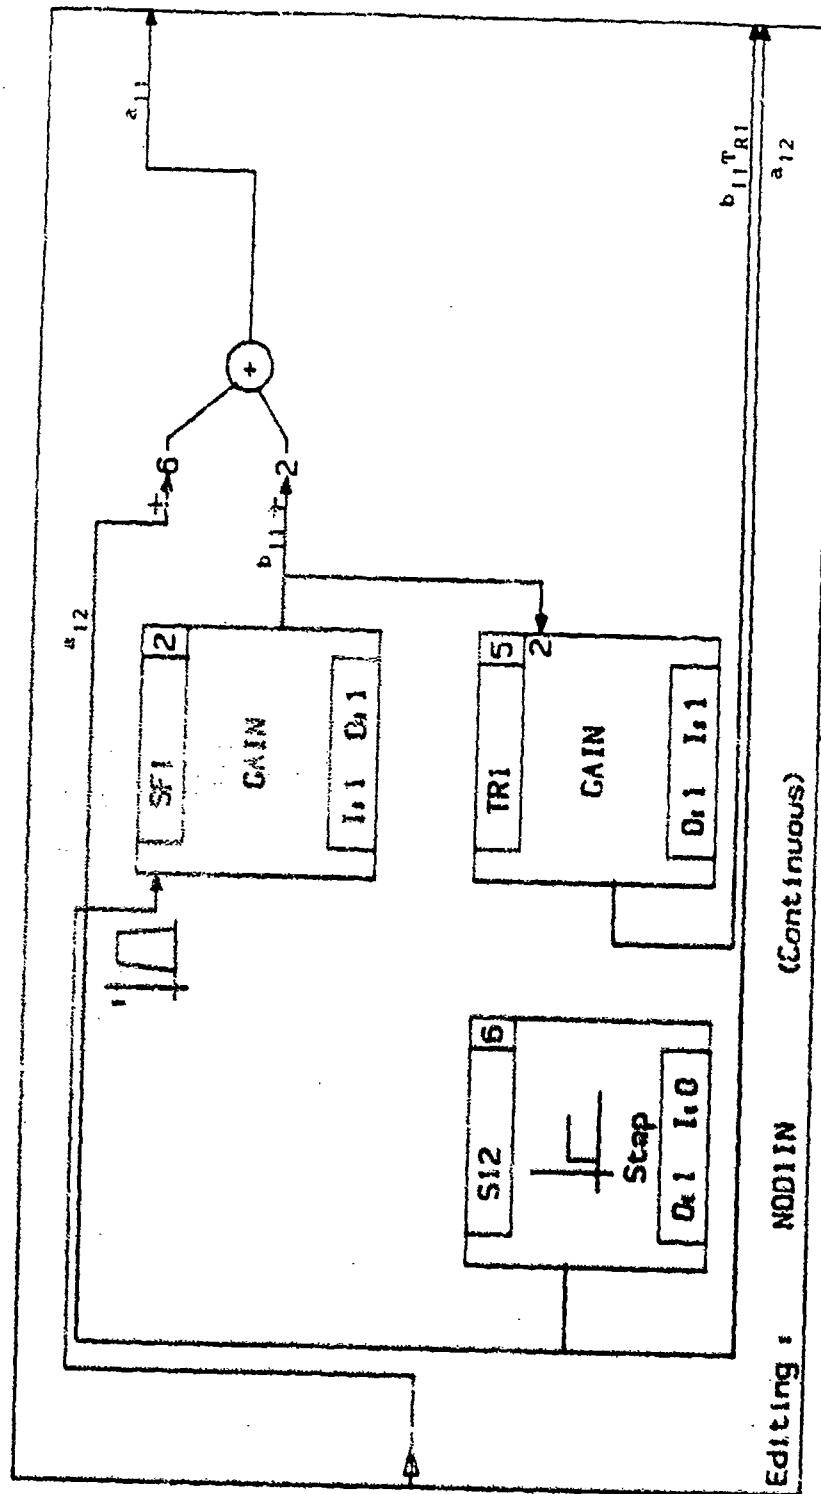 a11
a12
+
6
+
b11
+
2
SF1
2
GAIN
I: 1 O: 1
TR1
5
2
GAIN
O: 1 I: 1
S12
6
Step
O: 1 I: 0
b11TR1
a12
Editing : NOD1IN (Continuous)